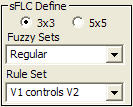 sFLC Define
3x3 5x5
Fuzzy Sets
Regular
Rule Set
V1 controls V2